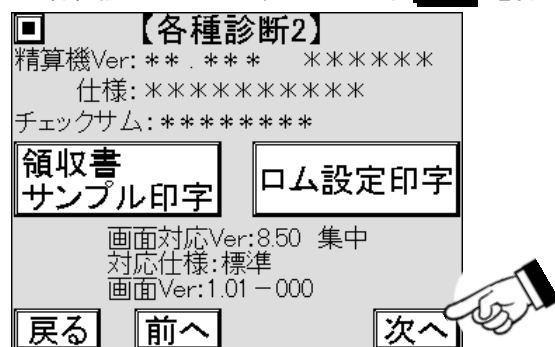 【各種診断2】
精算機Ver:**.*** ******
仕様:**********
チェックサム:********
領収書
サンプル印字
ロム設定印字
画面対応Ver:8.50 集中
対応仕様:標準
画面Ver:1.01-000
戻る 前へ 次へ